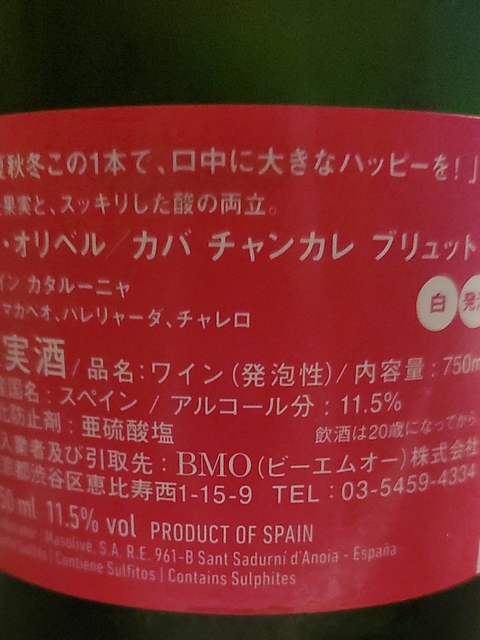 夏秋冬この1本で、口中に大きなハッピーを!」
果実と、スッキリした酸の両立。
・オリベル/カバ チャンカレ ブリュット
イン カタルーニャ
マカベオ、パレリャーダ、チャレロ
白 発泡
実酒/品名:ワイン(発泡性)/内容量:750m
国名:スペイン/アルコール分:11.5%
化防止剤:亜硫酸塩
飲酒は20歳になってから
入業者及び引取先:BMO(ビーエムオー)株式会社
京都渋谷区恵比寿西1-15-9 TEL:03-5459-4334
50 ml 11.5% vol PRODUCT OF SPAIN
Masolivé, S.A. R.E. 961-B Sant Sadurní d'Anoia - España
Contiene Sulfitos | Contains Sulphites